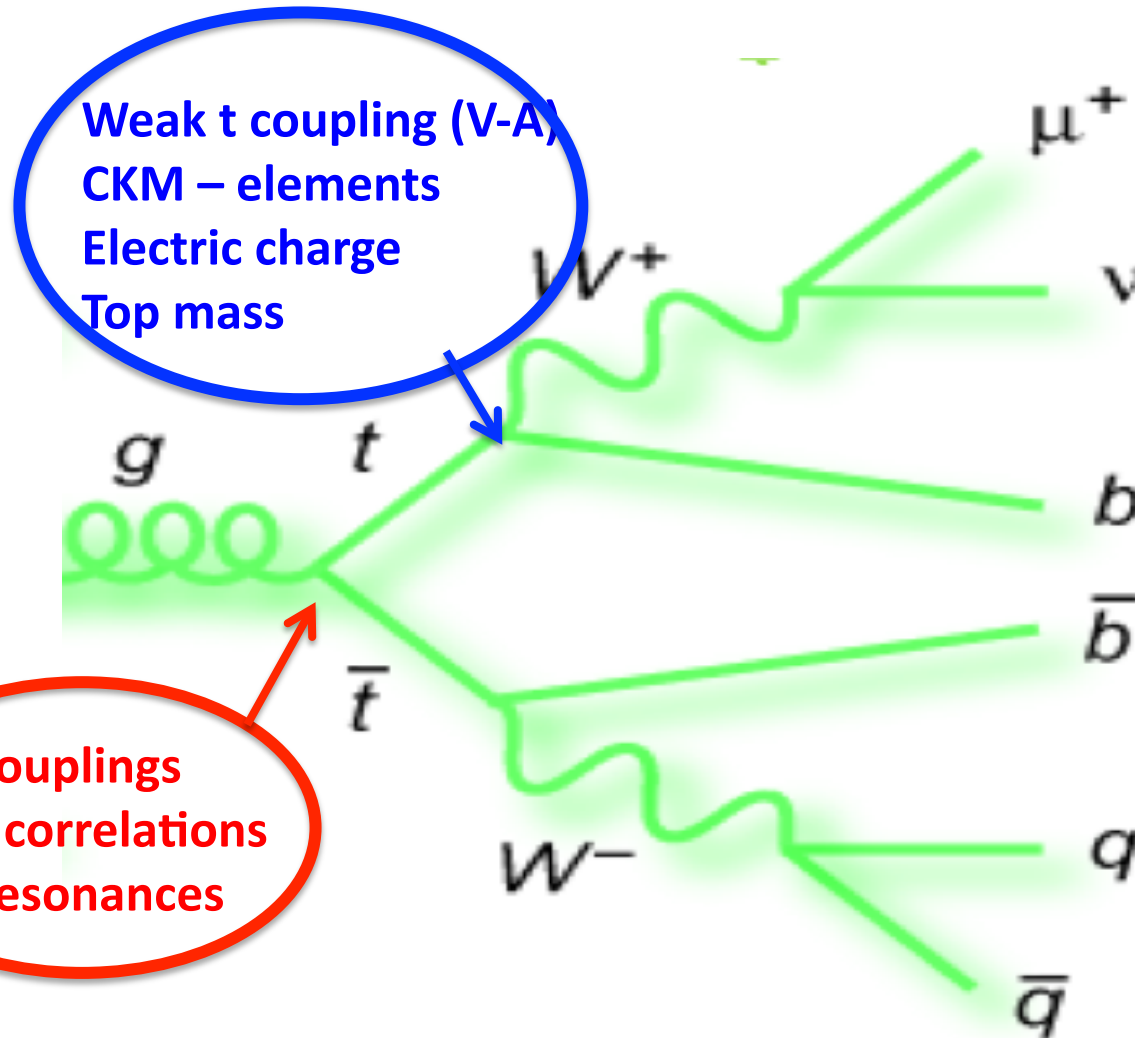 Weak t coupling (V-A)
CKM – elements
Electric charge
Top mass
μ⁺
W⁺
ν
g
t
b
b̅
t̅
ouplings
correlations
esonances
W⁻
q
q̅